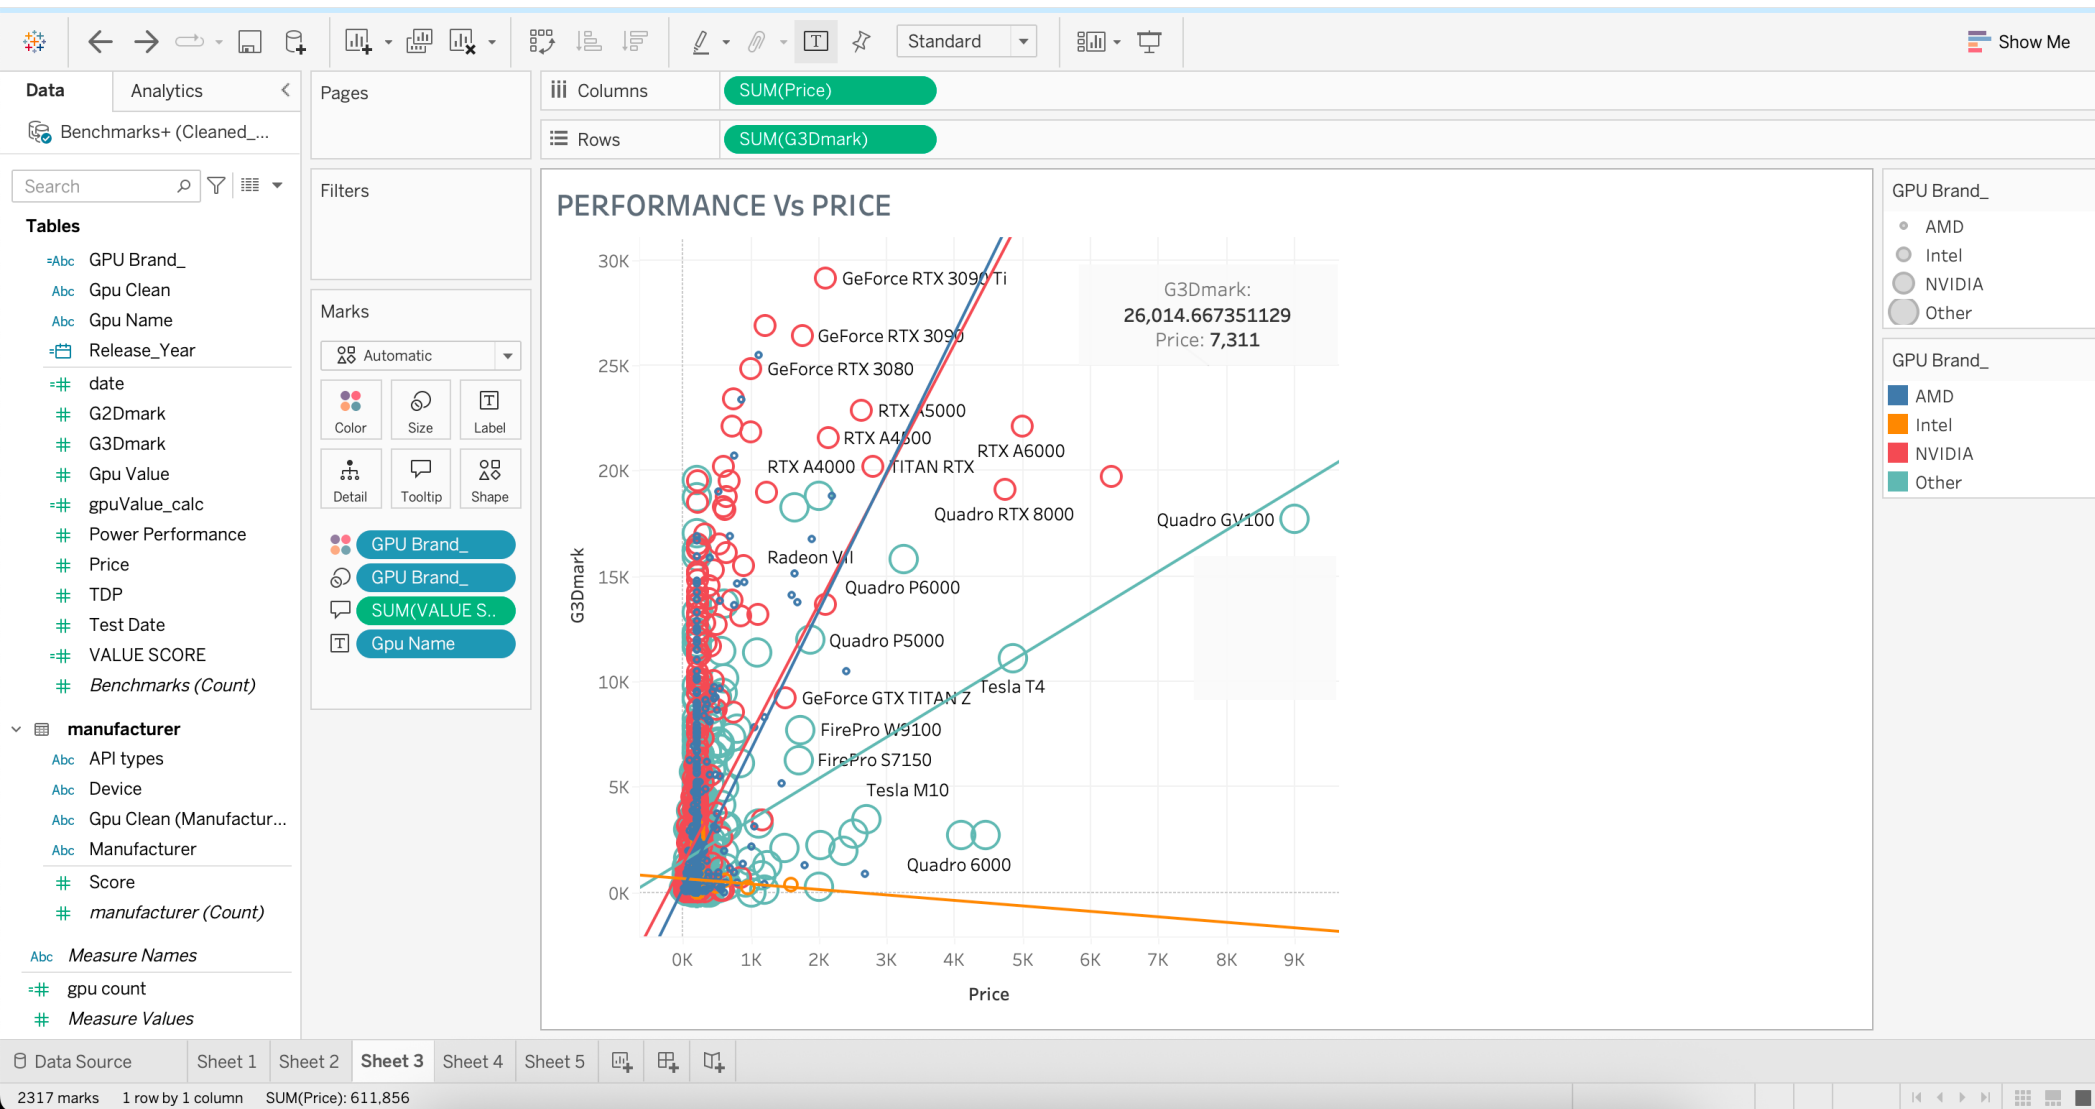 Standard
Show Me
Data
Analytics
Pages
Columns
SUM(Price)
Benchmarks+ (Cleaned_...
Rows
SUM(G3Dmark)
Search
Filters
Tables
Abc GPU Brand_
Abc Gpu Clean
Abc Gpu Name
Release_Year
date
G2Dmark
G3Dmark
Gpu Value
gpuValue_calc
Power Performance
Price
TDP
Test Date
VALUE SCORE
Benchmarks (Count)
manufacturer
Abc API types
Abc Device
Abc Gpu Clean (Manufactur...
Abc Manufacturer
Score
manufacturer (Count)
Abc Measure Names
gpu count
Measure Values
Marks
Automatic
Color
Size
Label
Detail
Tooltip
Shape
GPU Brand_
GPU Brand_
SUM(VALUE S..
Gpu Name
PERFORMANCE Vs PRICE
30K
25K
20K
15K
10K
5K
0K
G3Dmark
GeForce RTX 3090 Ti
GeForce RTX 3090
GeForce RTX 3080
RTX A5000
RTX A4500
RTX A6000
RTX A4000
TITAN RTX
Quadro RTX 8000
Quadro GV100
Radeon VII
Quadro P6000
Quadro P5000
Tesla T4
GeForce GTX TITAN Z
FirePro W9100
FirePro S7150
Tesla M10
Quadro 6000
G3Dmark:
26,014.667351129
Price: 7,311
0K 1K 2K 3K 4K 5K 6K 7K 8K 9K
Price
GPU Brand_
AMD
Intel
NVIDIA
Other
GPU Brand_
AMD
Intel
NVIDIA
Other
Data Source
Sheet 1
Sheet 2
Sheet 3
Sheet 4
Sheet 5
2317 marks 1 row by 1 column SUM(Price): 611,856